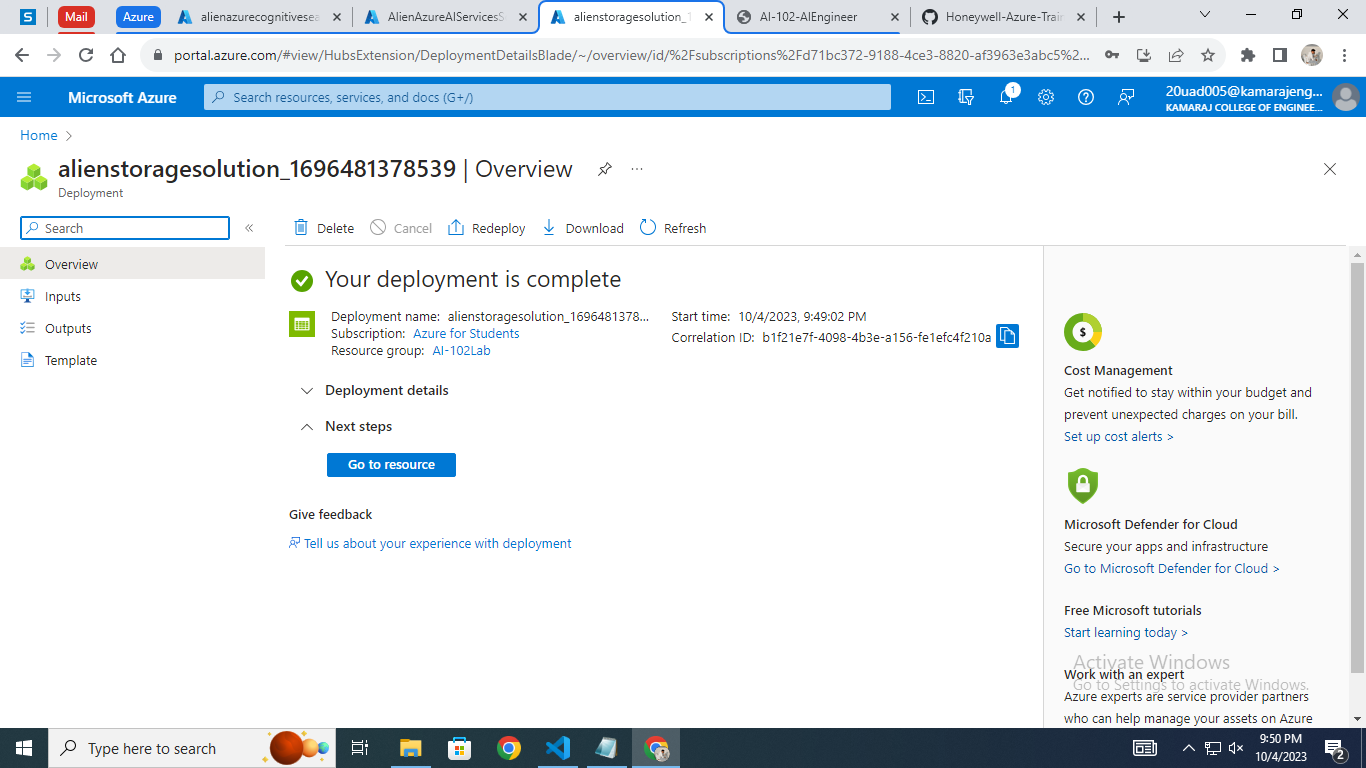 S
Mail
Azure
alienazurecognitivesea
AlienAzureAIServicesS
alienstoragesolution_1
AI-102-AIEngineer
Honeywell-Azure-Train
portal.azure.com/#view/HubsExtension/DeploymentDetailsBlade/~/overview/id/%2Fsubscriptions%2Fd71bc372-9188-4ce3-8820-af3963e3abc5%2...
Microsoft Azure
Search resources, services, and docs (G+/)
1
20uad005@kamarajeng...
KAMARAJ COLLEGE OF ENGINEE...
Home
alienstoragesolution_1696481378539 | Overview
Deployment
Search
Delete
Cancel
Redeploy
Download
Refresh
Overview
Inputs
Outputs
Template
Your deployment is complete
Deployment name: alienstoragesolution_1696481378...
Subscription: Azure for Students
Resource group: AI-102Lab
Start time: 10/4/2023, 9:49:02 PM
Correlation ID: b1f21e7f-4098-4b3e-a156-fe1efc4f210a
Deployment details
Next steps
Go to resource
Give feedback
Tell us about your experience with deployment
$
Cost Management
Get notified to stay within your budget and
prevent unexpected charges on your bill.
Set up cost alerts >
Microsoft Defender for Cloud
Secure your apps and infrastructure
Go to Microsoft Defender for Cloud >
Free Microsoft tutorials
Start learning today >
Activate Windows
Work with an expert
Go to Settings to activate Windows.
Azure experts are service provider partners
who can help manage your assets on Azure
Type here to search
9:50 PM
10/4/2023
2